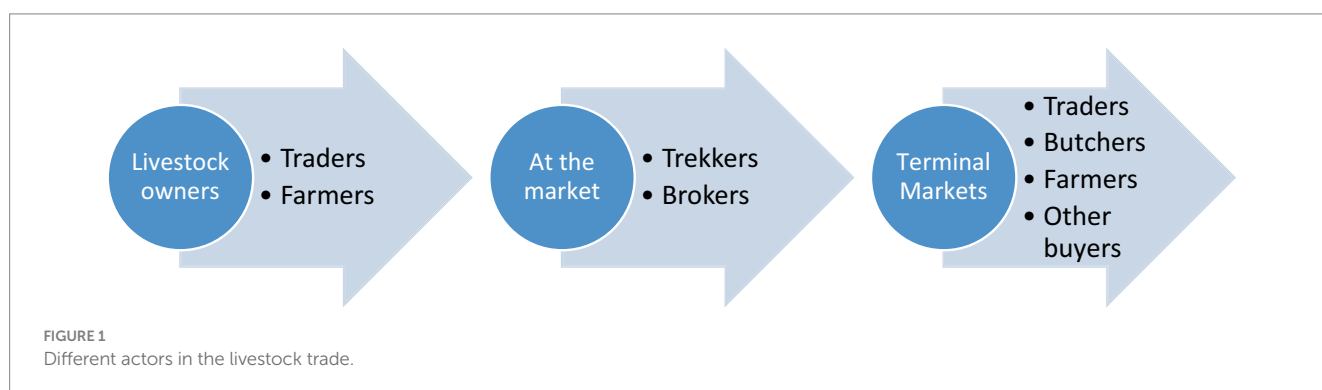 Livestock
owners
• Traders
• Farmers
At the
market
• Trekkers
• Brokers
Terminal
Markets
• Traders
• Butchers
• Farmers
• Other
buyers
FIGURE 1
Different actors in the livestock trade.